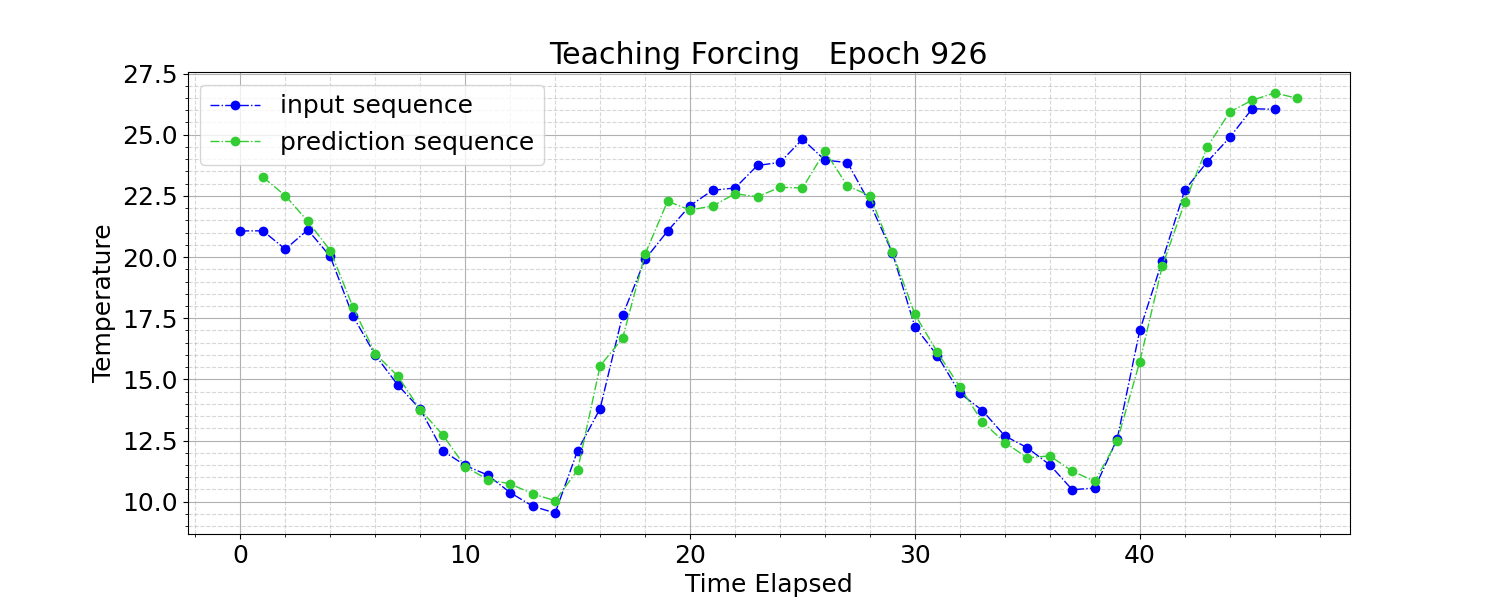 Teaching Forcing   Epoch 926
27.5
25.0
22.5
20.0
17.5
15.0
12.5
10.0
Temperature
input sequence
prediction sequence
0 10 20 30 40
Time Elapsed